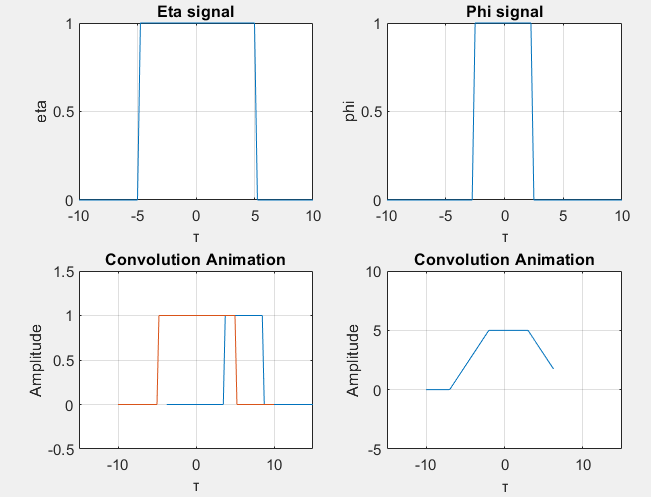 Eta signal
1
0.5
0
eta
-10 -5 0 5 10
τ
Phi signal
1
0.5
0
phi
-10 -5 0 5 10
τ
Convolution Animation
1.5
1
0.5
0
-0.5
Amplitude
-10 0 10
τ
Convolution Animation
10
5
0
-5
Amplitude
-10 0 10
τ